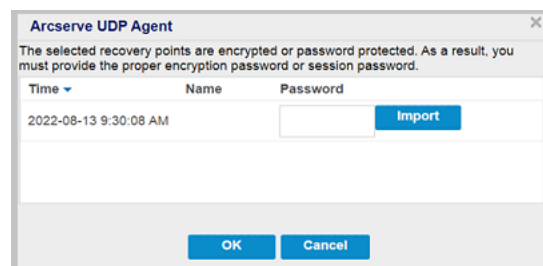 Arcserve UDP Agent
The selected recovery points are encrypted or password protected. As a result, you
must provide the proper encryption password or session password.
Time Name Password
2022-08-13 9:30:08 AM Import
OK Cancel